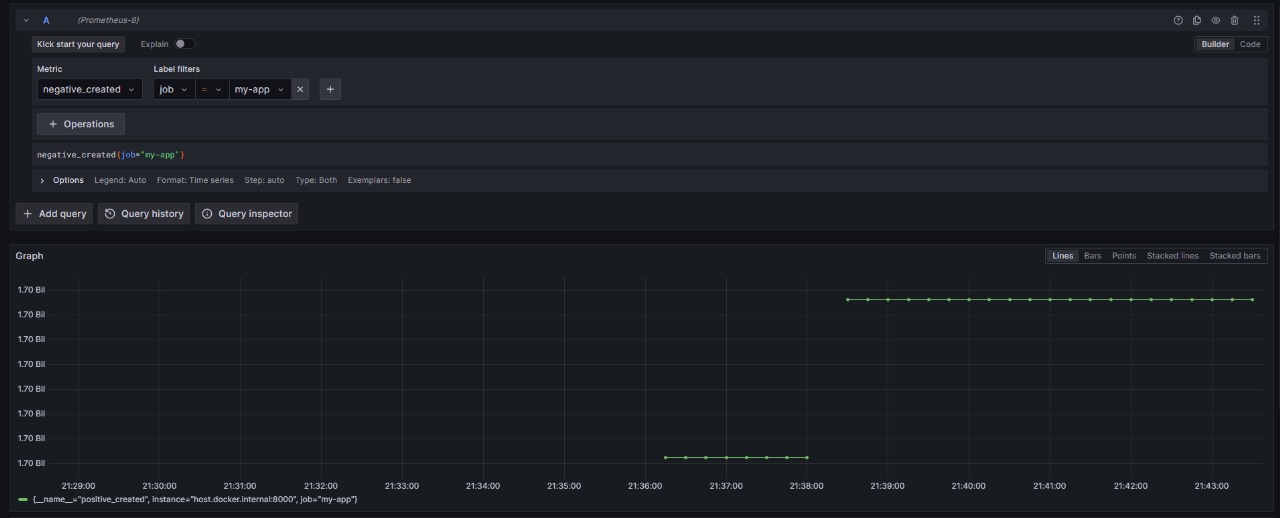 A (Prometheus-8)
Kick start your query Explain Builder Code
Metric Label filters
negative_created job = my-app
+ Operations
negative_created{job="my-app"}
Options Legend: Auto Format: Time series Step: auto Type: Both Exemplars: false
+ Add query Query history Query inspector
Graph Lines Bars Points Stacked lines Stacked bars
1.70 Bil
1.70 Bil
1.70 Bil
1.70 Bil
1.70 Bil
1.70 Bil
1.70 Bil
1.70 Bil
21:29:00 21:30:00 21:31:00 21:32:00 21:33:00 21:34:00 21:35:00 21:36:00 21:37:00 21:38:00 21:39:00 21:40:00 21:41:00 21:42:00 21:43:00
{__name__="positive_created", instance="host.docker.internal:8000", job="my-app"}